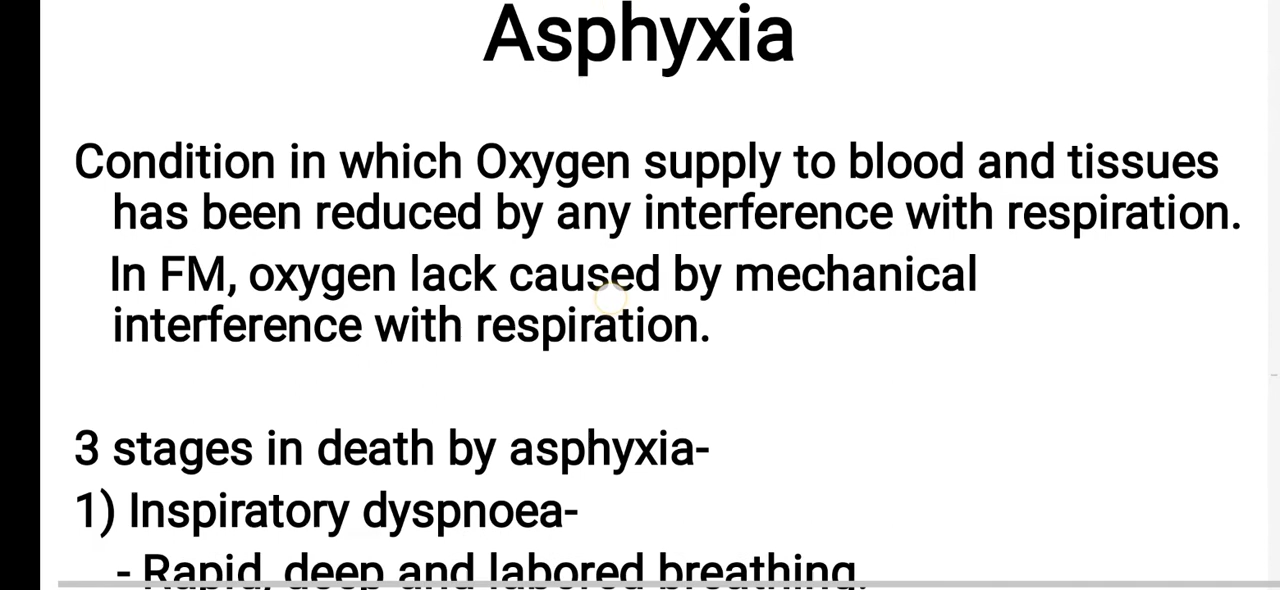 Asphyxia
Condition in which Oxygen supply to blood and tissues
has been reduced by any interference with respiration.
In FM, oxygen lack caused by mechanical
interference with respiration.
3 stages in death by asphyxia-
1) Inspiratory dyspnoea-
- Rapid, deep and labored breathing.